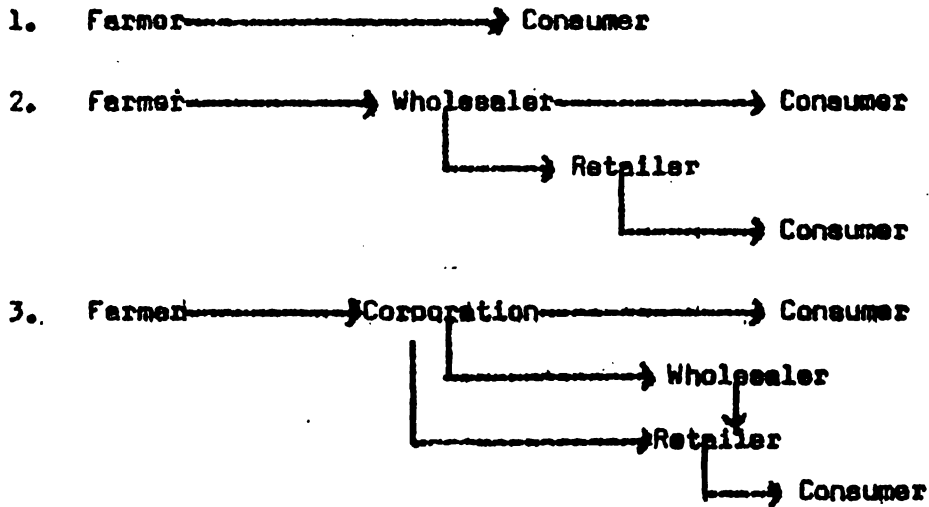 1. Farmer Consumer
2. Farmer Wholesaler Consumer
Retailer
Consumer
3. Farmer Corporation Consumer
Wholesaler
Retailer
Consumer